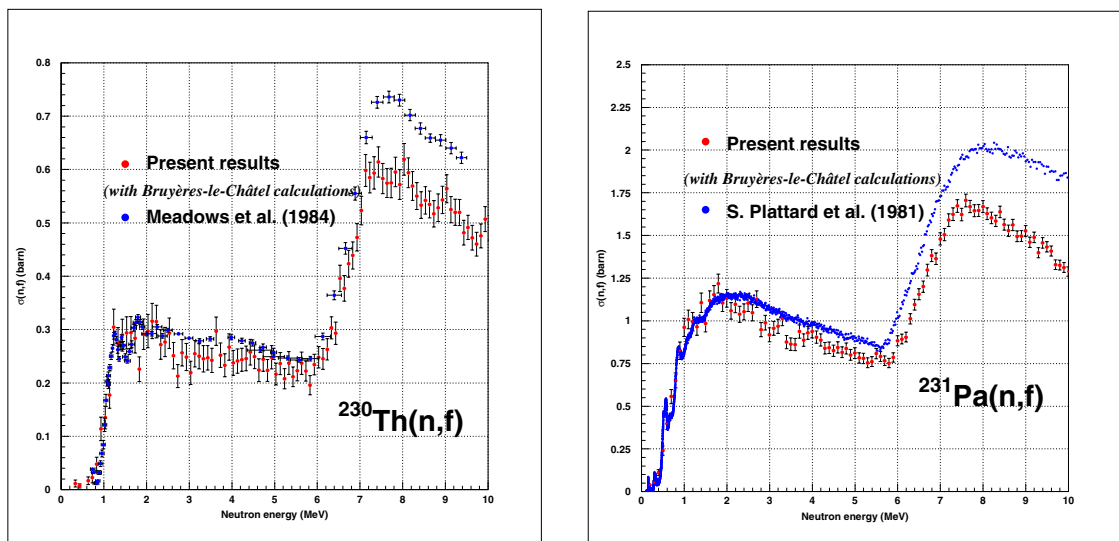 0.8
0.7
0.6
0.5
0.4
0.3
0.2
0.1
0
σ(n,f) (barn)
Present results
(with Bruyères-le-Châtel calculations)
Meadows et al. (1984)
230Th(n,f)
0 1 2 3 4 5 6 7 8 9 10
Neutron energy (MeV)
2.5
2.25
2
1.75
1.5
1.25
1
0.75
0.5
0.25
0
σ(n,f) (barn)
Present results
(with Bruyères-le-Châtel calculations)
S. Plattard et al. (1981)
231Pa(n,f)
0 1 2 3 4 5 6 7 8 9 10
Neutron energy (MeV)